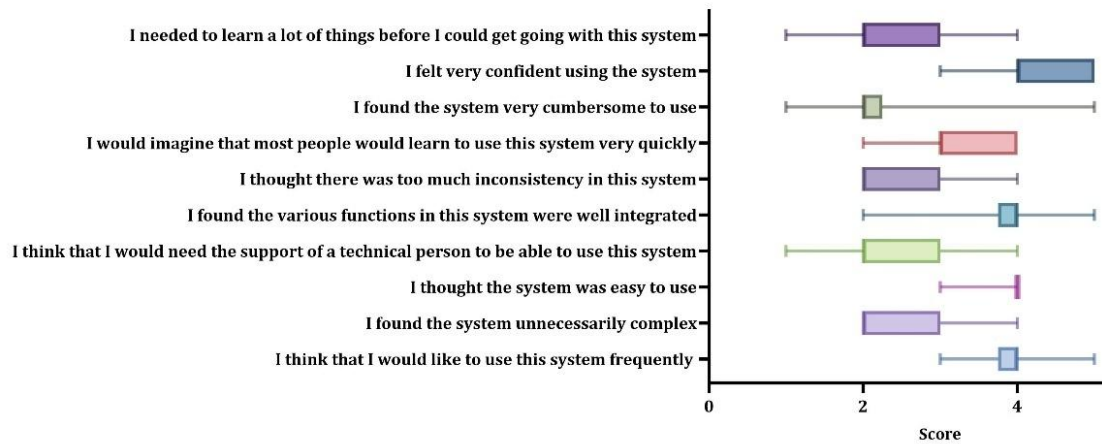 I needed to learn a lot of things before I could get going with this system
I felt very confident using the system
I found the system very cumbersome to use
I would imagine that most people would learn to use this system very quickly
I thought there was too much inconsistency in this system
I found the various functions in this system were well integrated
I think that I would need the support of a technical person to be able to use this system
I thought the system was easy to use
I found the system unnecessarily complex
I think that I would like to use this system frequently
0 2 4
Score